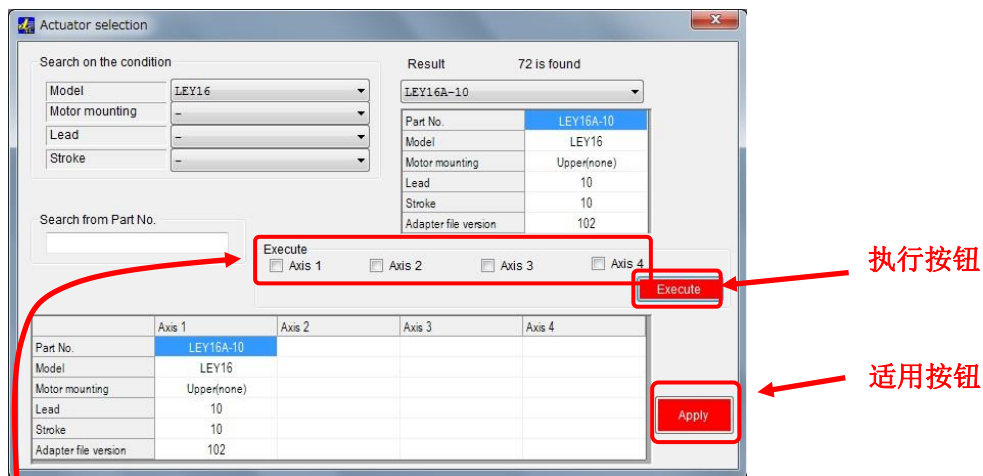 Actuator selection
Search on the condition
Model LEY16
Motor mounting –
Lead –
Stroke –
Result 72 is found
LEY16A-10
Part No. LEY16A-10
Model LEY16
Motor mounting Upper(none)
Lead 10
Stroke 10
Adapter file version 102
Search from Part No.
Execute
Axis 1 Axis 2 Axis 3 Axis 4
Execute
执行按钮
Axis 1 Axis 2 Axis 3 Axis 4
Part No. LEY16A-10
Model LEY16
Motor mounting Upper(none)
Lead 10
Stroke 10
Adapter file version 102
Apply
适用按钮